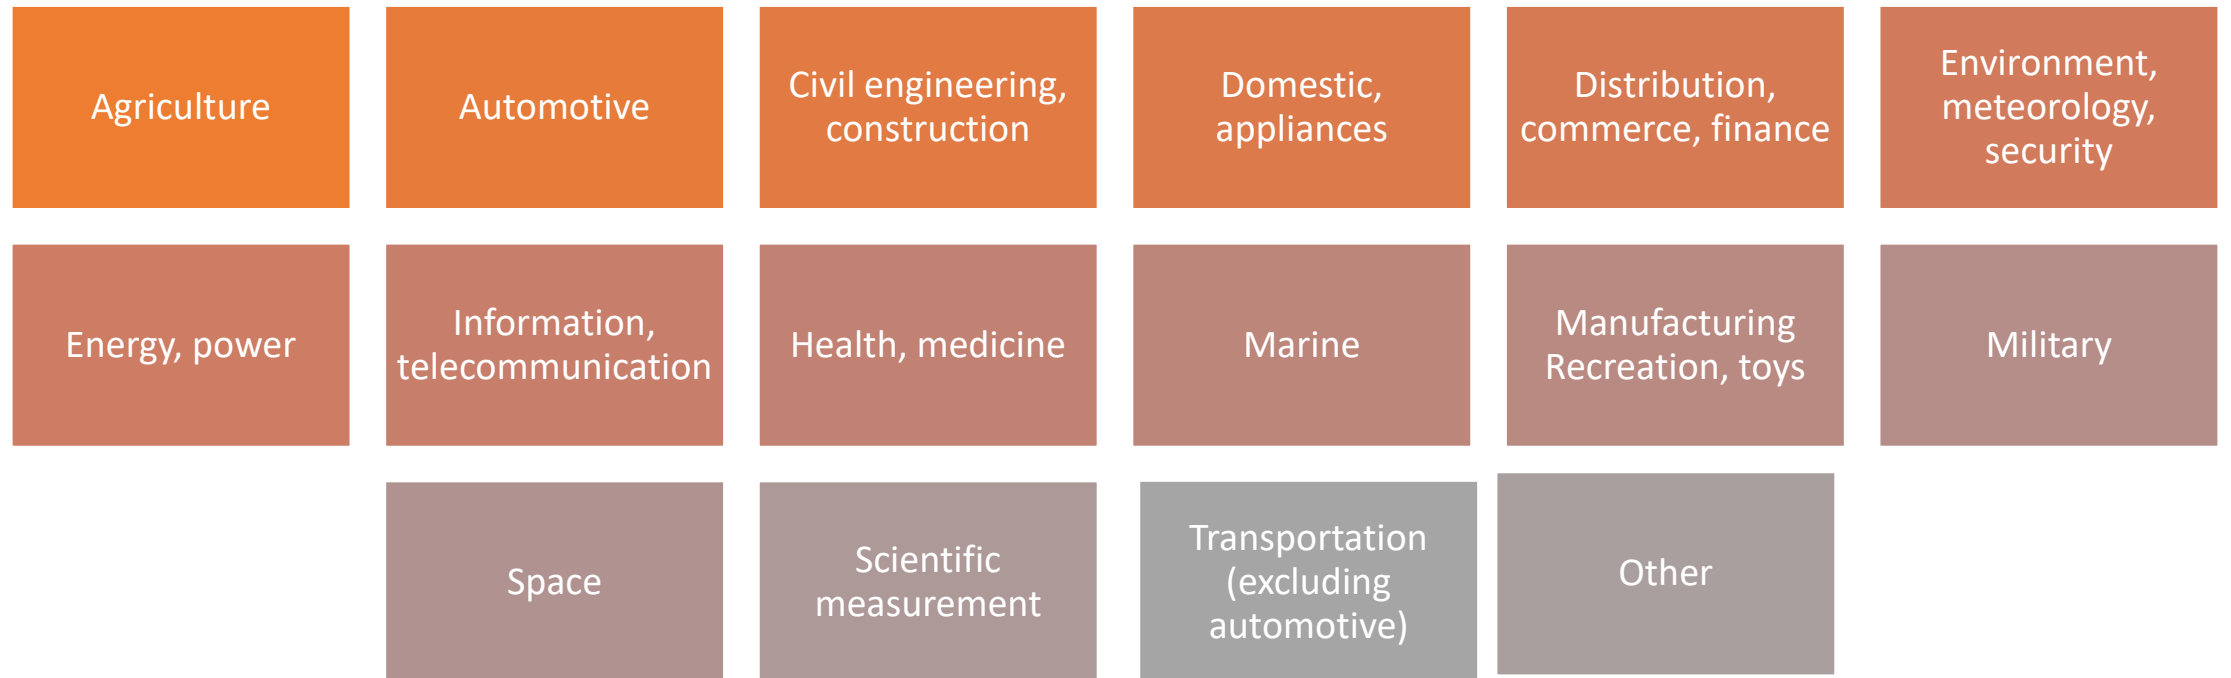 Agriculture
Automotive
Civil engineering,
construction
Domestic,
appliances
Distribution,
commerce, finance
Environment,
meteorology,
security
Energy, power
Information,
telecommunication
Health, medicine
Marine
Manufacturing
Recreation, toys
Military
Space
Scientific
measurement
Transportation
(excluding
automotive)
Other